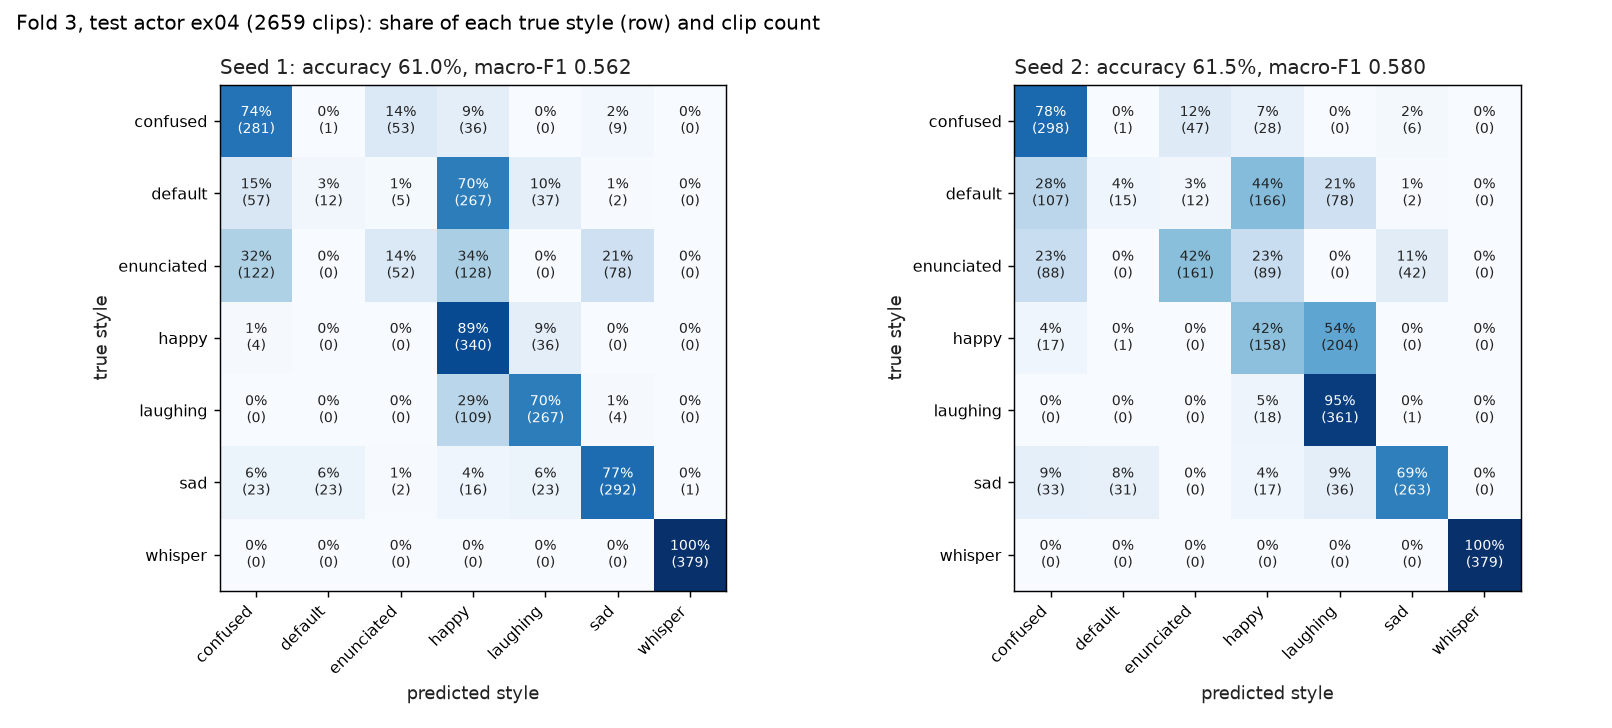 Fold 3, test actor ex04 (2659 clips): share of each true style (row) and clip count
Seed 1: accuracy 61.0%, macro-F1 0.562
true style
confused 74% 0% 14% 9% 0% 2% 0%
(281) (1) (53) (36) (0) (9) (0)
default 15% 3% 1% 70% 10% 1% 0%
(57) (12) (5) (267) (37) (2) (0)
enunciated 32% 0% 14% 34% 0% 21% 0%
(122) (0) (52) (128) (0) (78) (0)
happy 1% 0% 0% 89% 9% 0% 0%
(4) (0) (0) (340) (36) (0) (0)
laughing 0% 0% 0% 29% 70% 1% 0%
(0) (0) (0) (109) (267) (4) (0)
sad 6% 6% 1% 4% 6% 77% 0%
(23) (23) (2) (16) (23) (292) (1)
whisper 0% 0% 0% 0% 0% 0% 100%
(0) (0) (0) (0) (0) (0) (379)
confused default enunciated happy laughing sad whisper
predicted style
Seed 2: accuracy 61.5%, macro-F1 0.580
true style
confused 78% 0% 12% 7% 0% 2% 0%
(298) (1) (47) (28) (0) (6) (0)
default 28% 4% 3% 44% 21% 1% 0%
(107) (15) (12) (166) (78) (2) (0)
enunciated 23% 0% 42% 23% 0% 11% 0%
(88) (0) (161) (89) (0) (42) (0)
happy 4% 0% 0% 42% 54% 0% 0%
(17) (1) (0) (158) (204) (0) (0)
laughing 0% 0% 0% 5% 95% 0% 0%
(0) (0) (0) (18) (361) (1) (0)
sad 9% 8% 0% 4% 9% 69% 0%
(33) (31) (0) (17) (36) (263) (0)
whisper 0% 0% 0% 0% 0% 0% 100%
(0) (0) (0) (0) (0) (0) (379)
confused default enunciated happy laughing sad whisper
predicted style